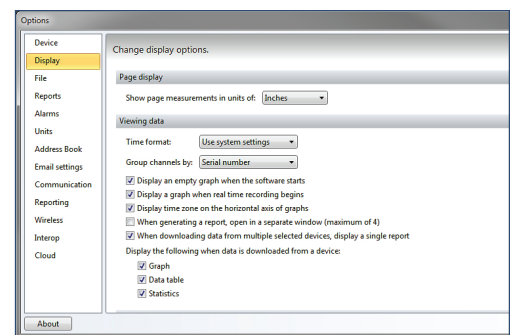 Options
Device
Display
File
Reports
Alarms
Units
Address Book
Email settings
Communication
Reporting
Wireless
Interop
Cloud
About
Change display options.
Page display
Show page measurements in units of: Inches
Viewing data
Time format: Use system settings
Group channels by: Serial number
Display an empty graph when the software starts
Display a graph when real time recording begins
Display time zone on the horizontal axis of graphs
When generating a report, open in a separate window (maximum of 4)
When downloading data from multiple selected devices, display a single report
Display the following when data is downloaded from a device:
Graph
Data table
Statistics